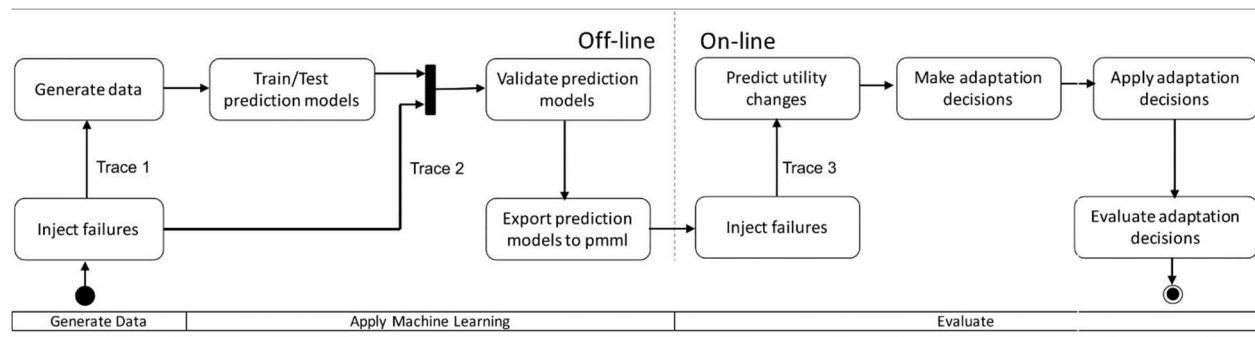 Off-line
On-line
Generate data
Train/Test
prediction models
Validate prediction
models
Predict utility
changes
Make adaptation
decisions
Apply adaptation
decisions
Trace 1
Trace 2
Trace 3
Inject failures
Export prediction
models to pmml
Inject failures
Evaluate adaptation
decisions
Generate Data
Apply Machine Learning
Evaluate